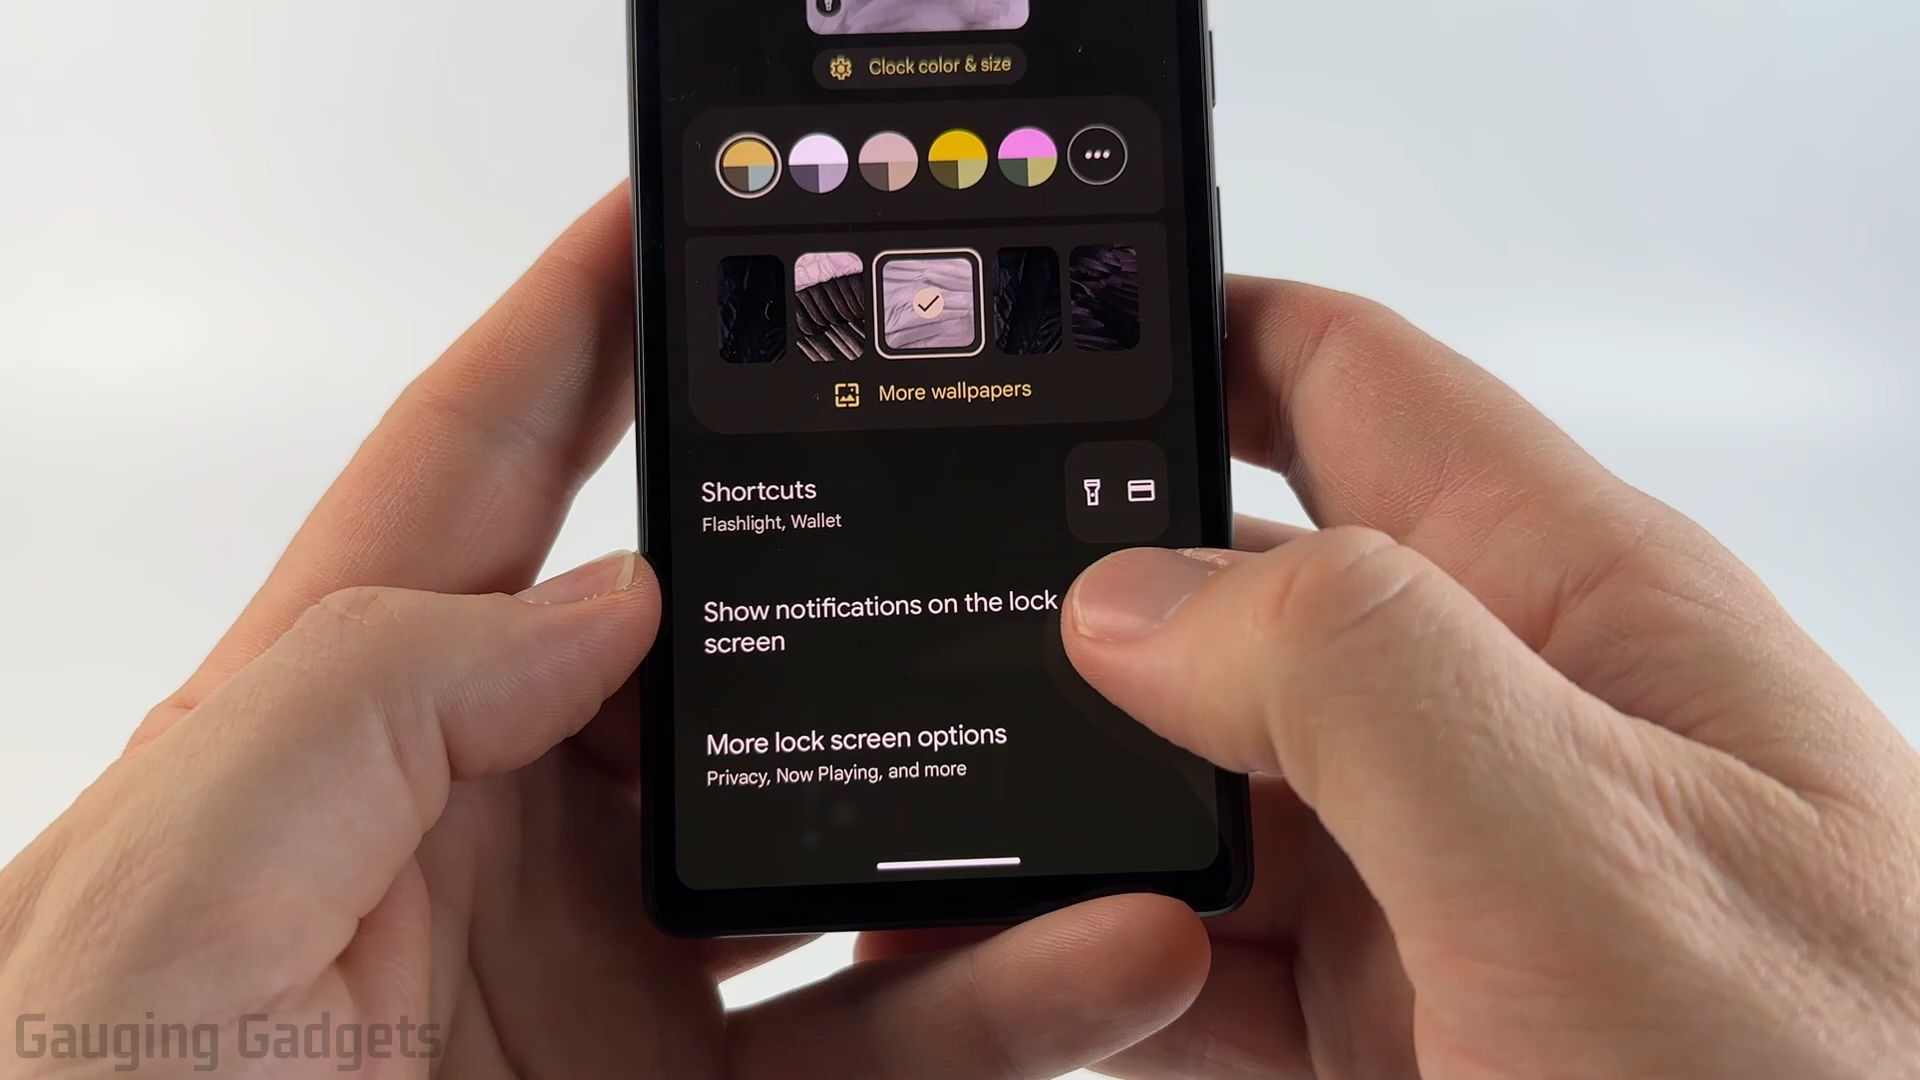 Clock color & size
More wallpapers
Shortcuts
Flashlight, Wallet
Show notifications on the lock
screen
More lock screen options
Privacy, Now Playing, and more
Gauging Gadgets